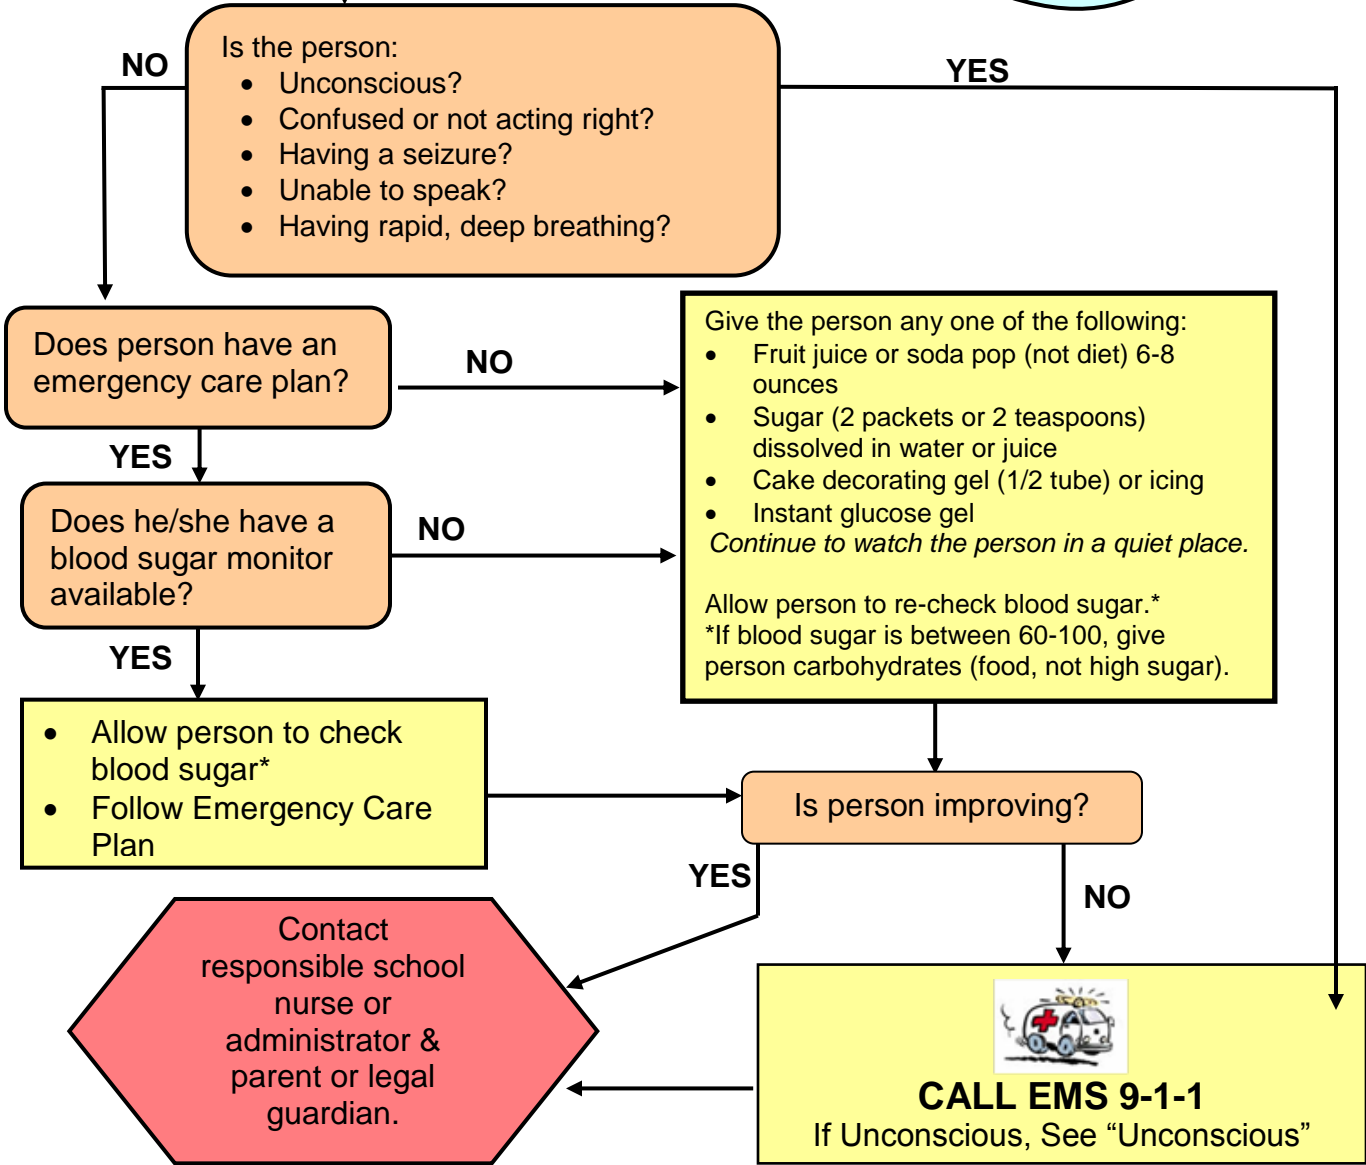 Is the person:
• Unconscious?
• Confused or not acting right?
• Having a seizure?
• Unable to speak?
• Having rapid, deep breathing?
NO
YES
Does person have an
emergency care plan?
NO
YES
Give the person any one of the following:
• Fruit juice or soda pop (not diet) 6-8
ounces
• Sugar (2 packets or 2 teaspoons)
dissolved in water or juice
• Cake decorating gel (1/2 tube) or icing
• Instant glucose gel
Continue to watch the person in a quiet place.
Allow person to re-check blood sugar.*
*If blood sugar is between 60-100, give
person carbohydrates (food, not high sugar).
Does he/she have a
blood sugar monitor
available?
NO
YES
• Allow person to check
blood sugar*
• Follow Emergency Care
Plan
Is person improving?
YES
NO
Contact
responsible school
nurse or
administrator &
parent or legal
guardian.
CALL EMS 9-1-1
If Unconscious, See “Unconscious”